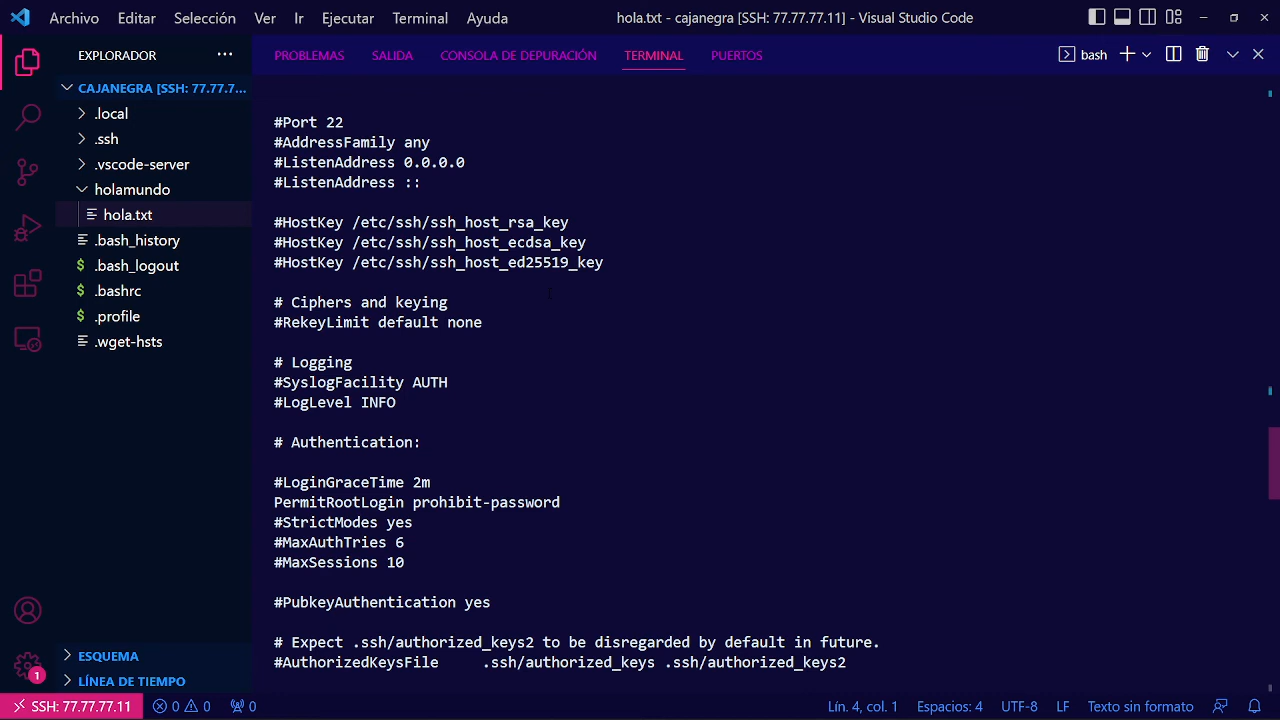 Archivo Editar Selección Ver Ir Ejecutar Terminal Ayuda hola.txt - cajanegra [SSH: 77.77.77.11] - Visual Studio Code
EXPLORADOR ···
CAJANEGRA [SSH: 77.77.7...
.local
.ssh
.vscode-server
holamundo
hola.txt
.bash_history
$ .bash_logout
$ .bashrc
$ .profile
.wget-hsts
ESQUEMA
LÍNEA DE TIEMPO
1
PROBLEMAS SALIDA CONSOLA DE DEPURACIÓN TERMINAL PUERTOS bash
#Port 22
#AddressFamily any
#ListenAddress 0.0.0.0
#ListenAddress ::
#HostKey /etc/ssh/ssh_host_rsa_key
#HostKey /etc/ssh/ssh_host_ecdsa_key
#HostKey /etc/ssh/ssh_host_ed25519_key
# Ciphers and keying
#RekeyLimit default none
# Logging
#SyslogFacility AUTH
#LogLevel INFO
# Authentication:
#LoginGraceTime 2m
PermitRootLogin prohibit-password
#StrictModes yes
#MaxAuthTries 6
#MaxSessions 10
#PubkeyAuthentication yes
# Expect .ssh/authorized_keys2 to be disregarded by default in future.
#AuthorizedKeysFile .ssh/authorized_keys .ssh/authorized_keys2
SSH: 77.77.77.11 0 0 0 Lín. 4, col. 1 Espacios: 4 UTF-8 LF Texto sin formato